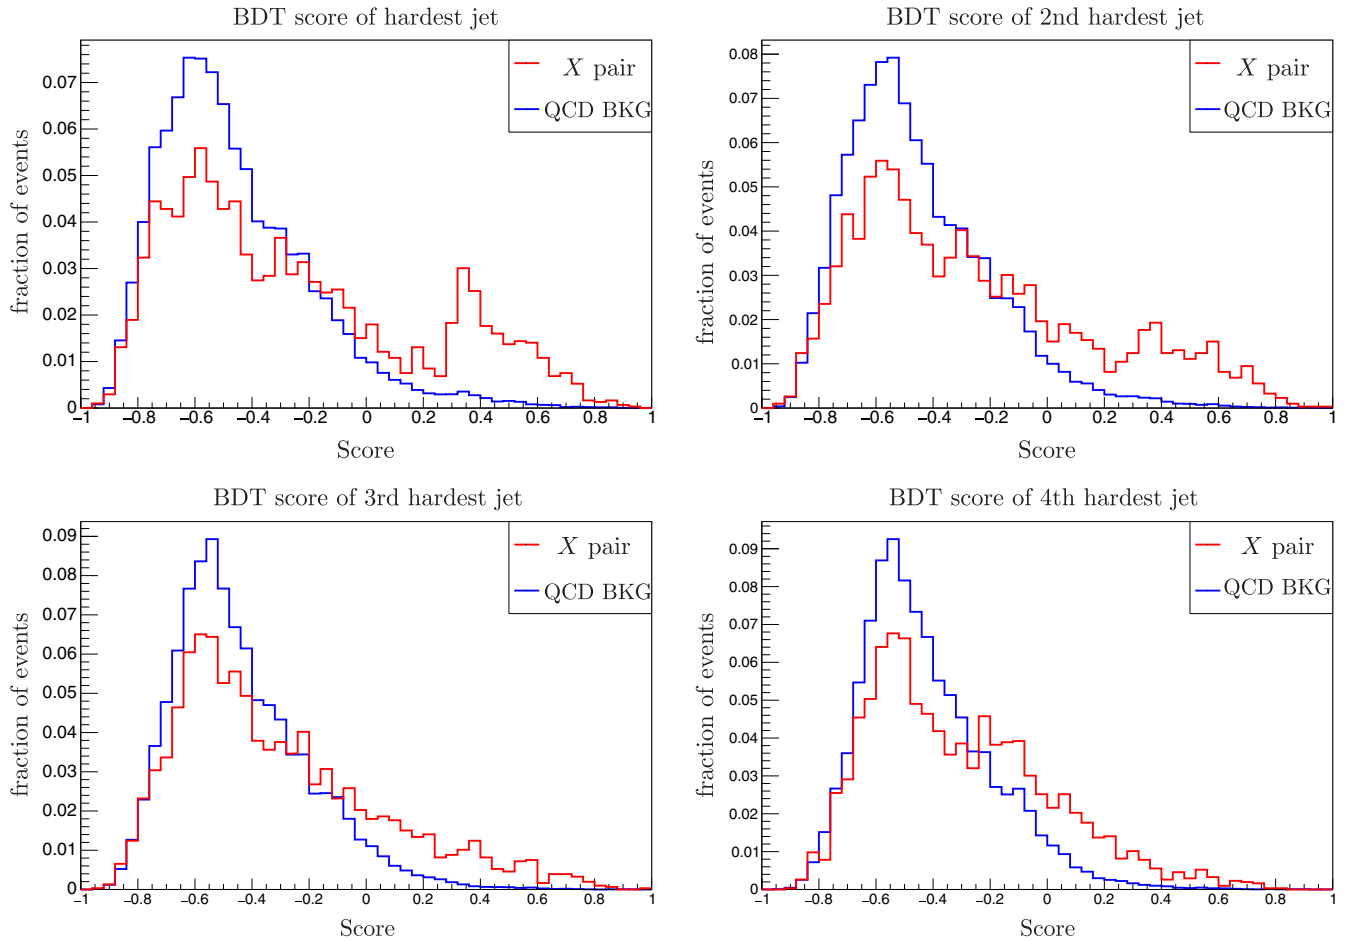 BDT score of hardest jet
fraction of events
0.07
0.06
0.05
0.04
0.03
0.02
0.01
0
X pair
QCD BKG
−1 −0.8 −0.6 −0.4 −0.2 0 0.2 0.4 0.6 0.8 1
Score
BDT score of 2nd hardest jet
fraction of events
0.08
0.07
0.06
0.05
0.04
0.03
0.02
0.01
0
X pair
QCD BKG
−1 −0.8 −0.6 −0.4 −0.2 0 0.2 0.4 0.6 0.8 1
Score
BDT score of 3rd hardest jet
fraction of events
0.09
0.08
0.07
0.06
0.05
0.04
0.03
0.02
0.01
0
X pair
QCD BKG
−1 −0.8 −0.6 −0.4 −0.2 0 0.2 0.4 0.6 0.8 1
Score
BDT score of 4th hardest jet
fraction of events
0.09
0.08
0.07
0.06
0.05
0.04
0.03
0.02
0.01
0
X pair
QCD BKG
−1 −0.8 −0.6 −0.4 −0.2 0 0.2 0.4 0.6 0.8 1
Score